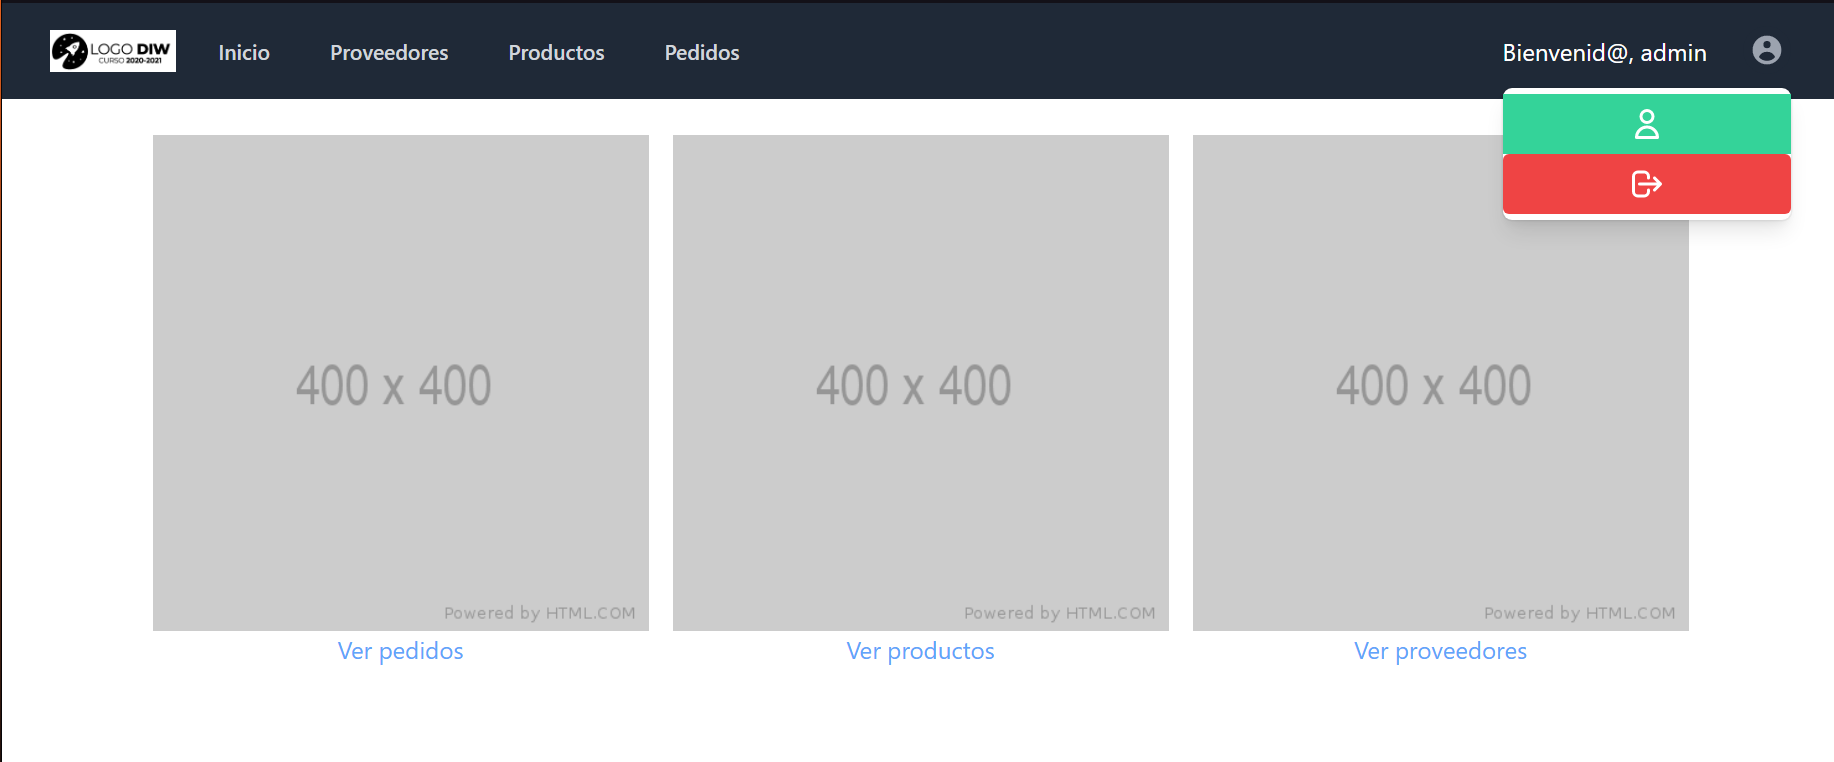 LOGO DIW
CURSO 2020-2021
Inicio
Proveedores
Productos
Pedidos
Bienvenid@, admin
400 x 400
Powered by HTML.COM
400 x 400
Powered by HTML.COM
400 x 400
Powered by HTML.COM
Ver pedidos
Ver productos
Ver proveedores